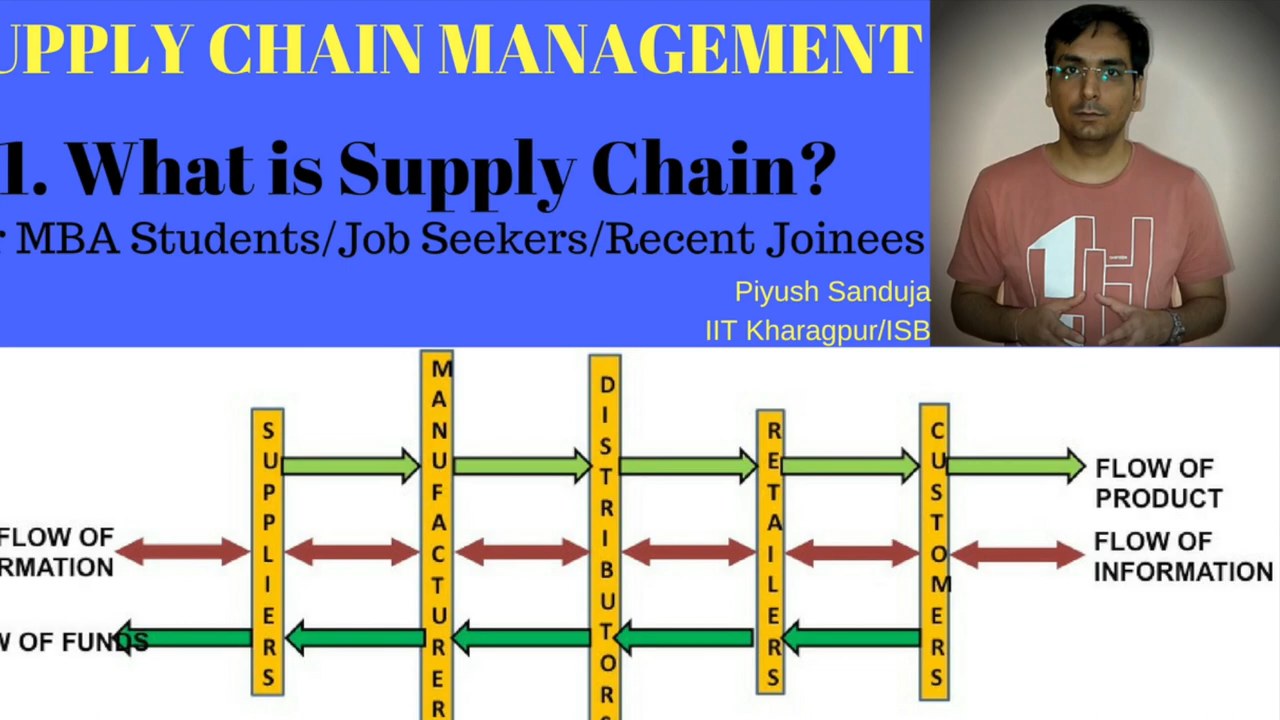 UPPLY CHAIN MANAGEMENT
1. What is Supply Chain?
r MBA Students/Job Seekers/Recent Joinees
Piyush Sanduja
IIT Kharagpur/ISB
SUPPLIERS
MANUFACTURER
DISTRIBUTORS
RETAILERS
CUSTOMERS
FLOW OF
PRODUCT
FLOW OF
RMATION
FLOW OF
INFORMATION
W OF FUNDS